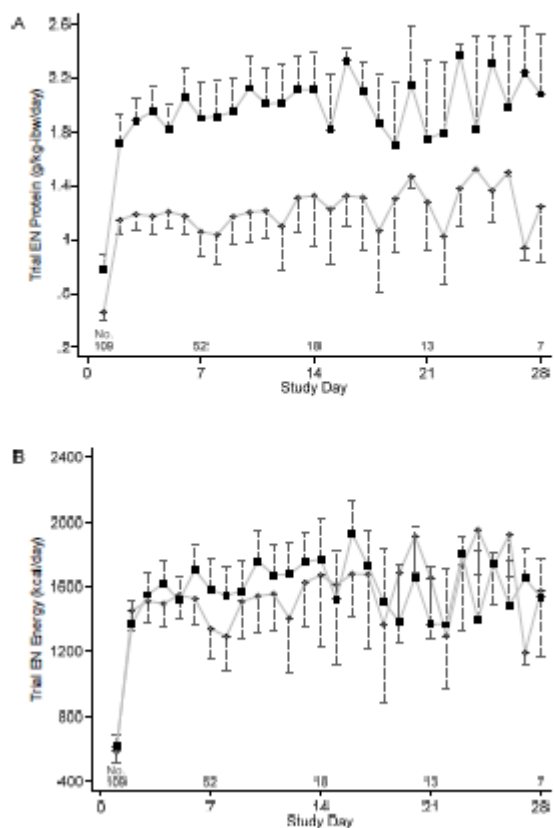 A
Trial EN Protein (g/kg-ibw/day)
2.6
2.2
1.8
1.4
1
.6
.2
No.
109 52 18 13 7
0 7 14 21 28
Study Day
B
Trial EN Energy (kcal/day)
2400
2000
1600
1200
800
400
No.
109 52 18 13 7
0 7 14 21 28
Study Day